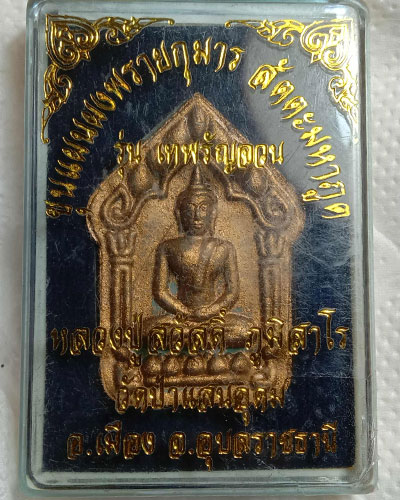 ขุนแผนผงพรายกุมาร สัตตะมหาภูต
รุ่น เทพรัญจวน
หลวงปู่สวัสดิ์ ภูมิสาโร
วัดป่าแสนอุดม
อ.เมือง จ.อุบลราชธานี